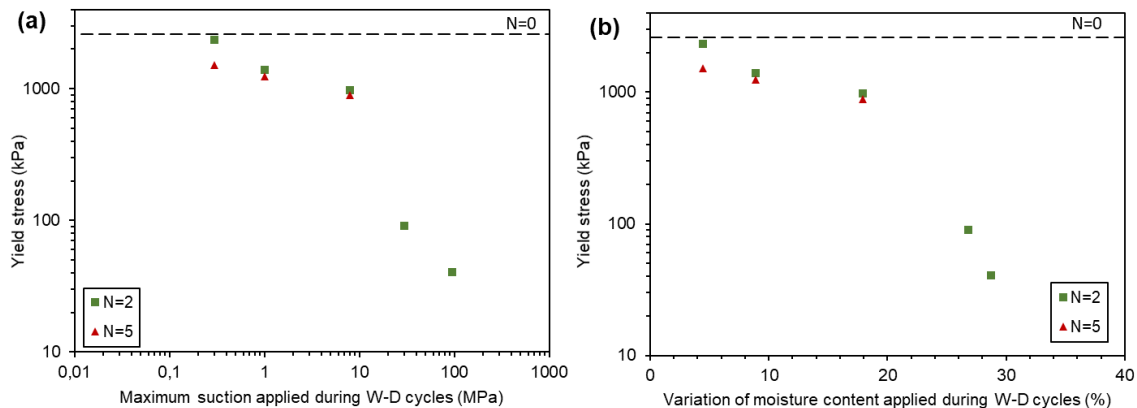 (a)
N=0
1000
100
10
Yield stress (kPa)
N=2
N=5
0,01 0,1 1 10 100 1000
Maximum suction applied during W-D cycles (MPa)
(b)
N=0
1000
100
10
Yield stress (kPa)
N=2
N=5
0 10 20 30 40
Variation of moisture content applied during W-D cycles (%)